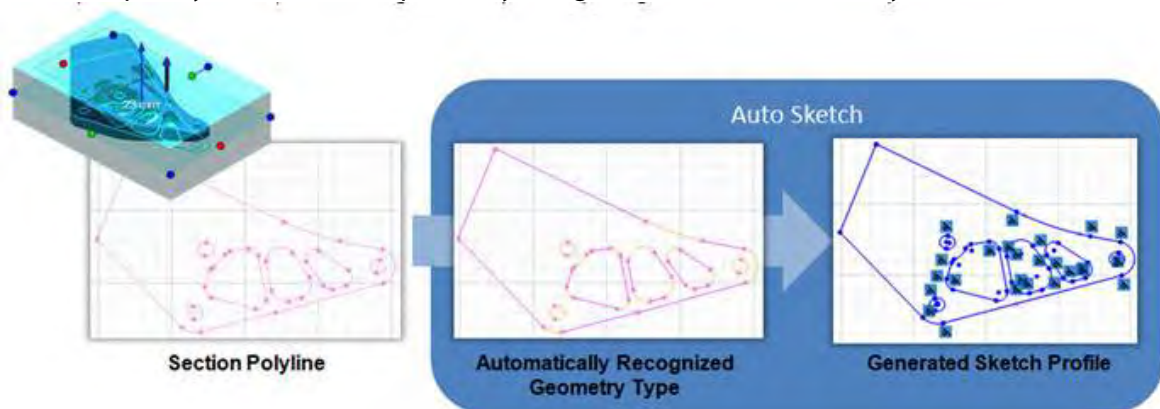 Auto Sketch
Section Polyline
Automatically Recognized
Geometry Type
Generated Sketch Profile